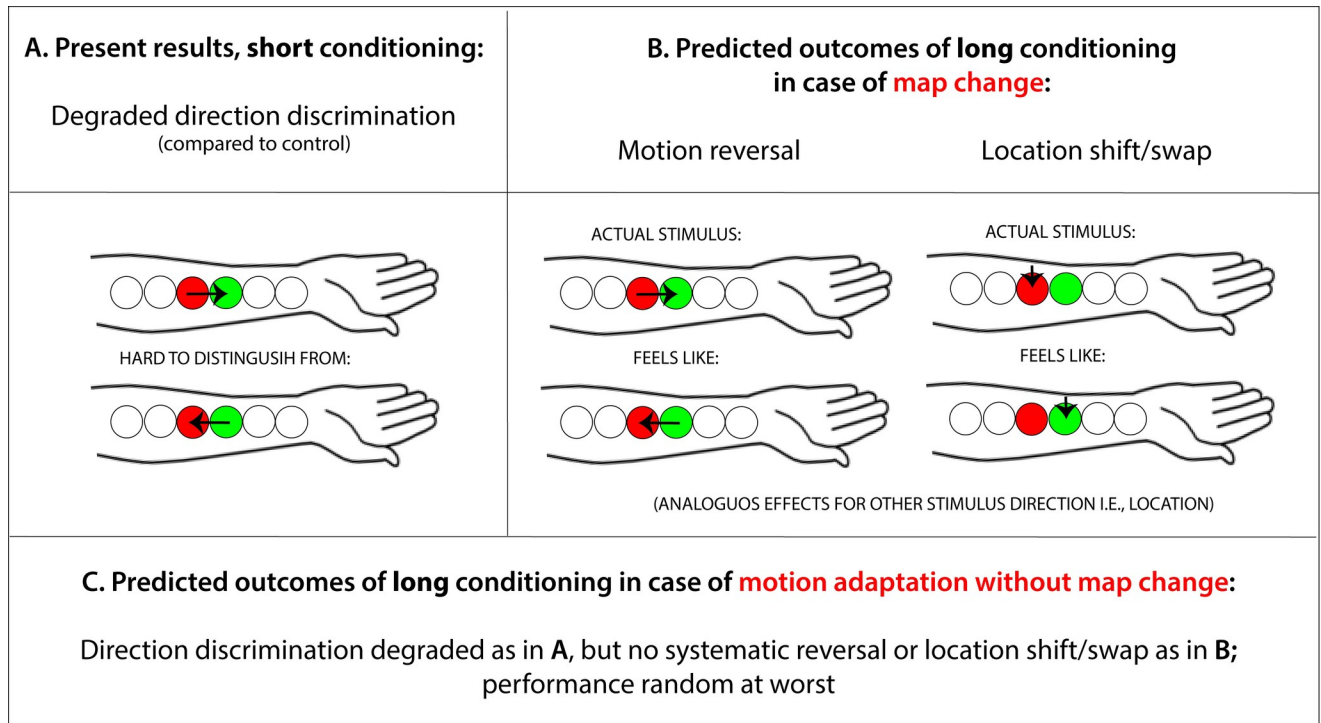 A. Present results, short conditioning:
Degraded direction discrimination
(compared to control)
B. Predicted outcomes of long conditioning
in case of map change:
Motion reversal
Location shift/swap
HARD TO DISTINGUSIH FROM:
ACTUAL STIMULUS:
FEELS LIKE:
ACTUAL STIMULUS:
FEELS LIKE:
(ANALOGUOS EFFECTS FOR OTHER STIMULUS DIRECTION I.E., LOCATION)
C. Predicted outcomes of long conditioning in case of motion adaptation without map change:
Direction discrimination degraded as in A, but no systematic reversal or location shift/swap as in B;
performance random at worst